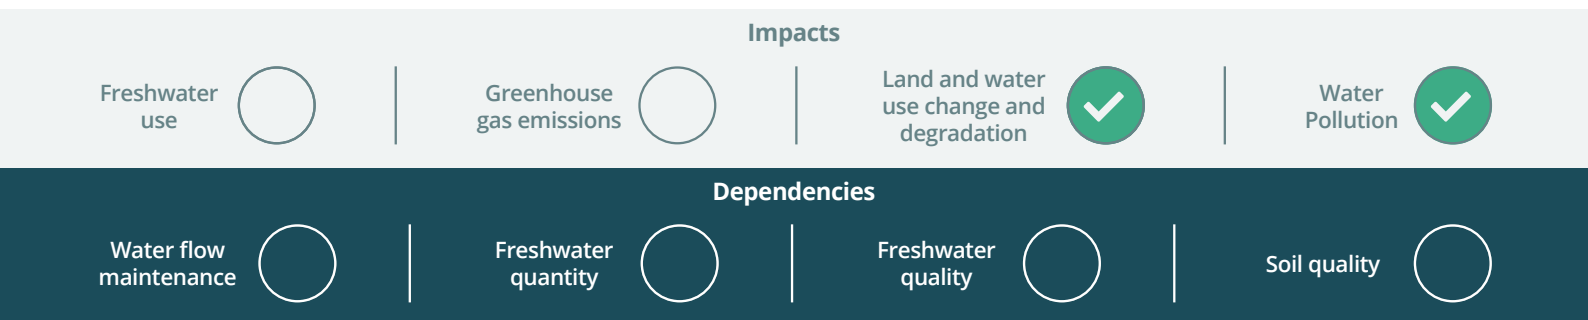 Impacts
Freshwater
use
Greenhouse
gas emissions
Land and water
use change and
degradation
Water
Pollution
Dependencies
Water flow
maintenance
Freshwater
quantity
Freshwater
quality
Soil quality